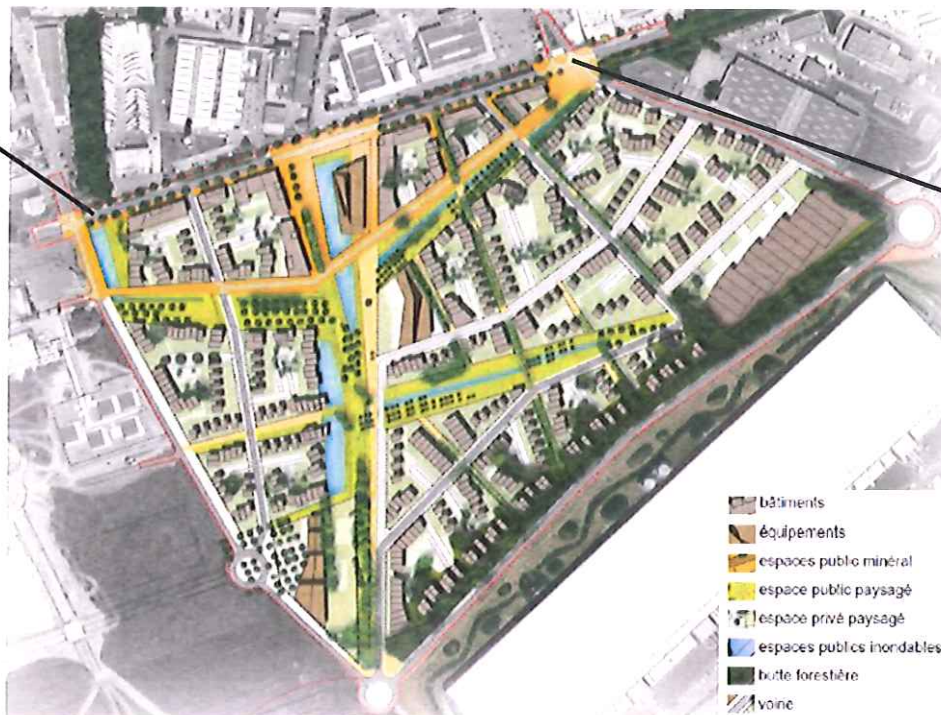 bâtiments
équipements
espaces public minéral
espace public paysagé
espace privé paysagé
espaces publics inondables
butte forestière
voirie